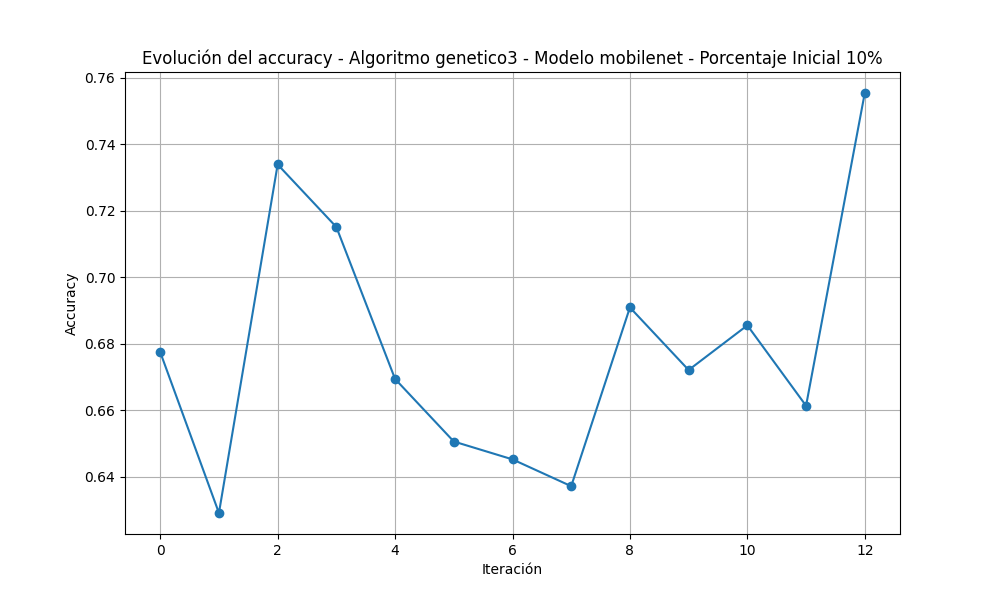 Evolución del accuracy - Algoritmo genetico3 - Modelo mobilenet - Porcentaje Inicial 10%
0.76
0.74
0.72
0.70
0.68
0.66
0.64
Accuracy
0 2 4 6 8 10 12
Iteración